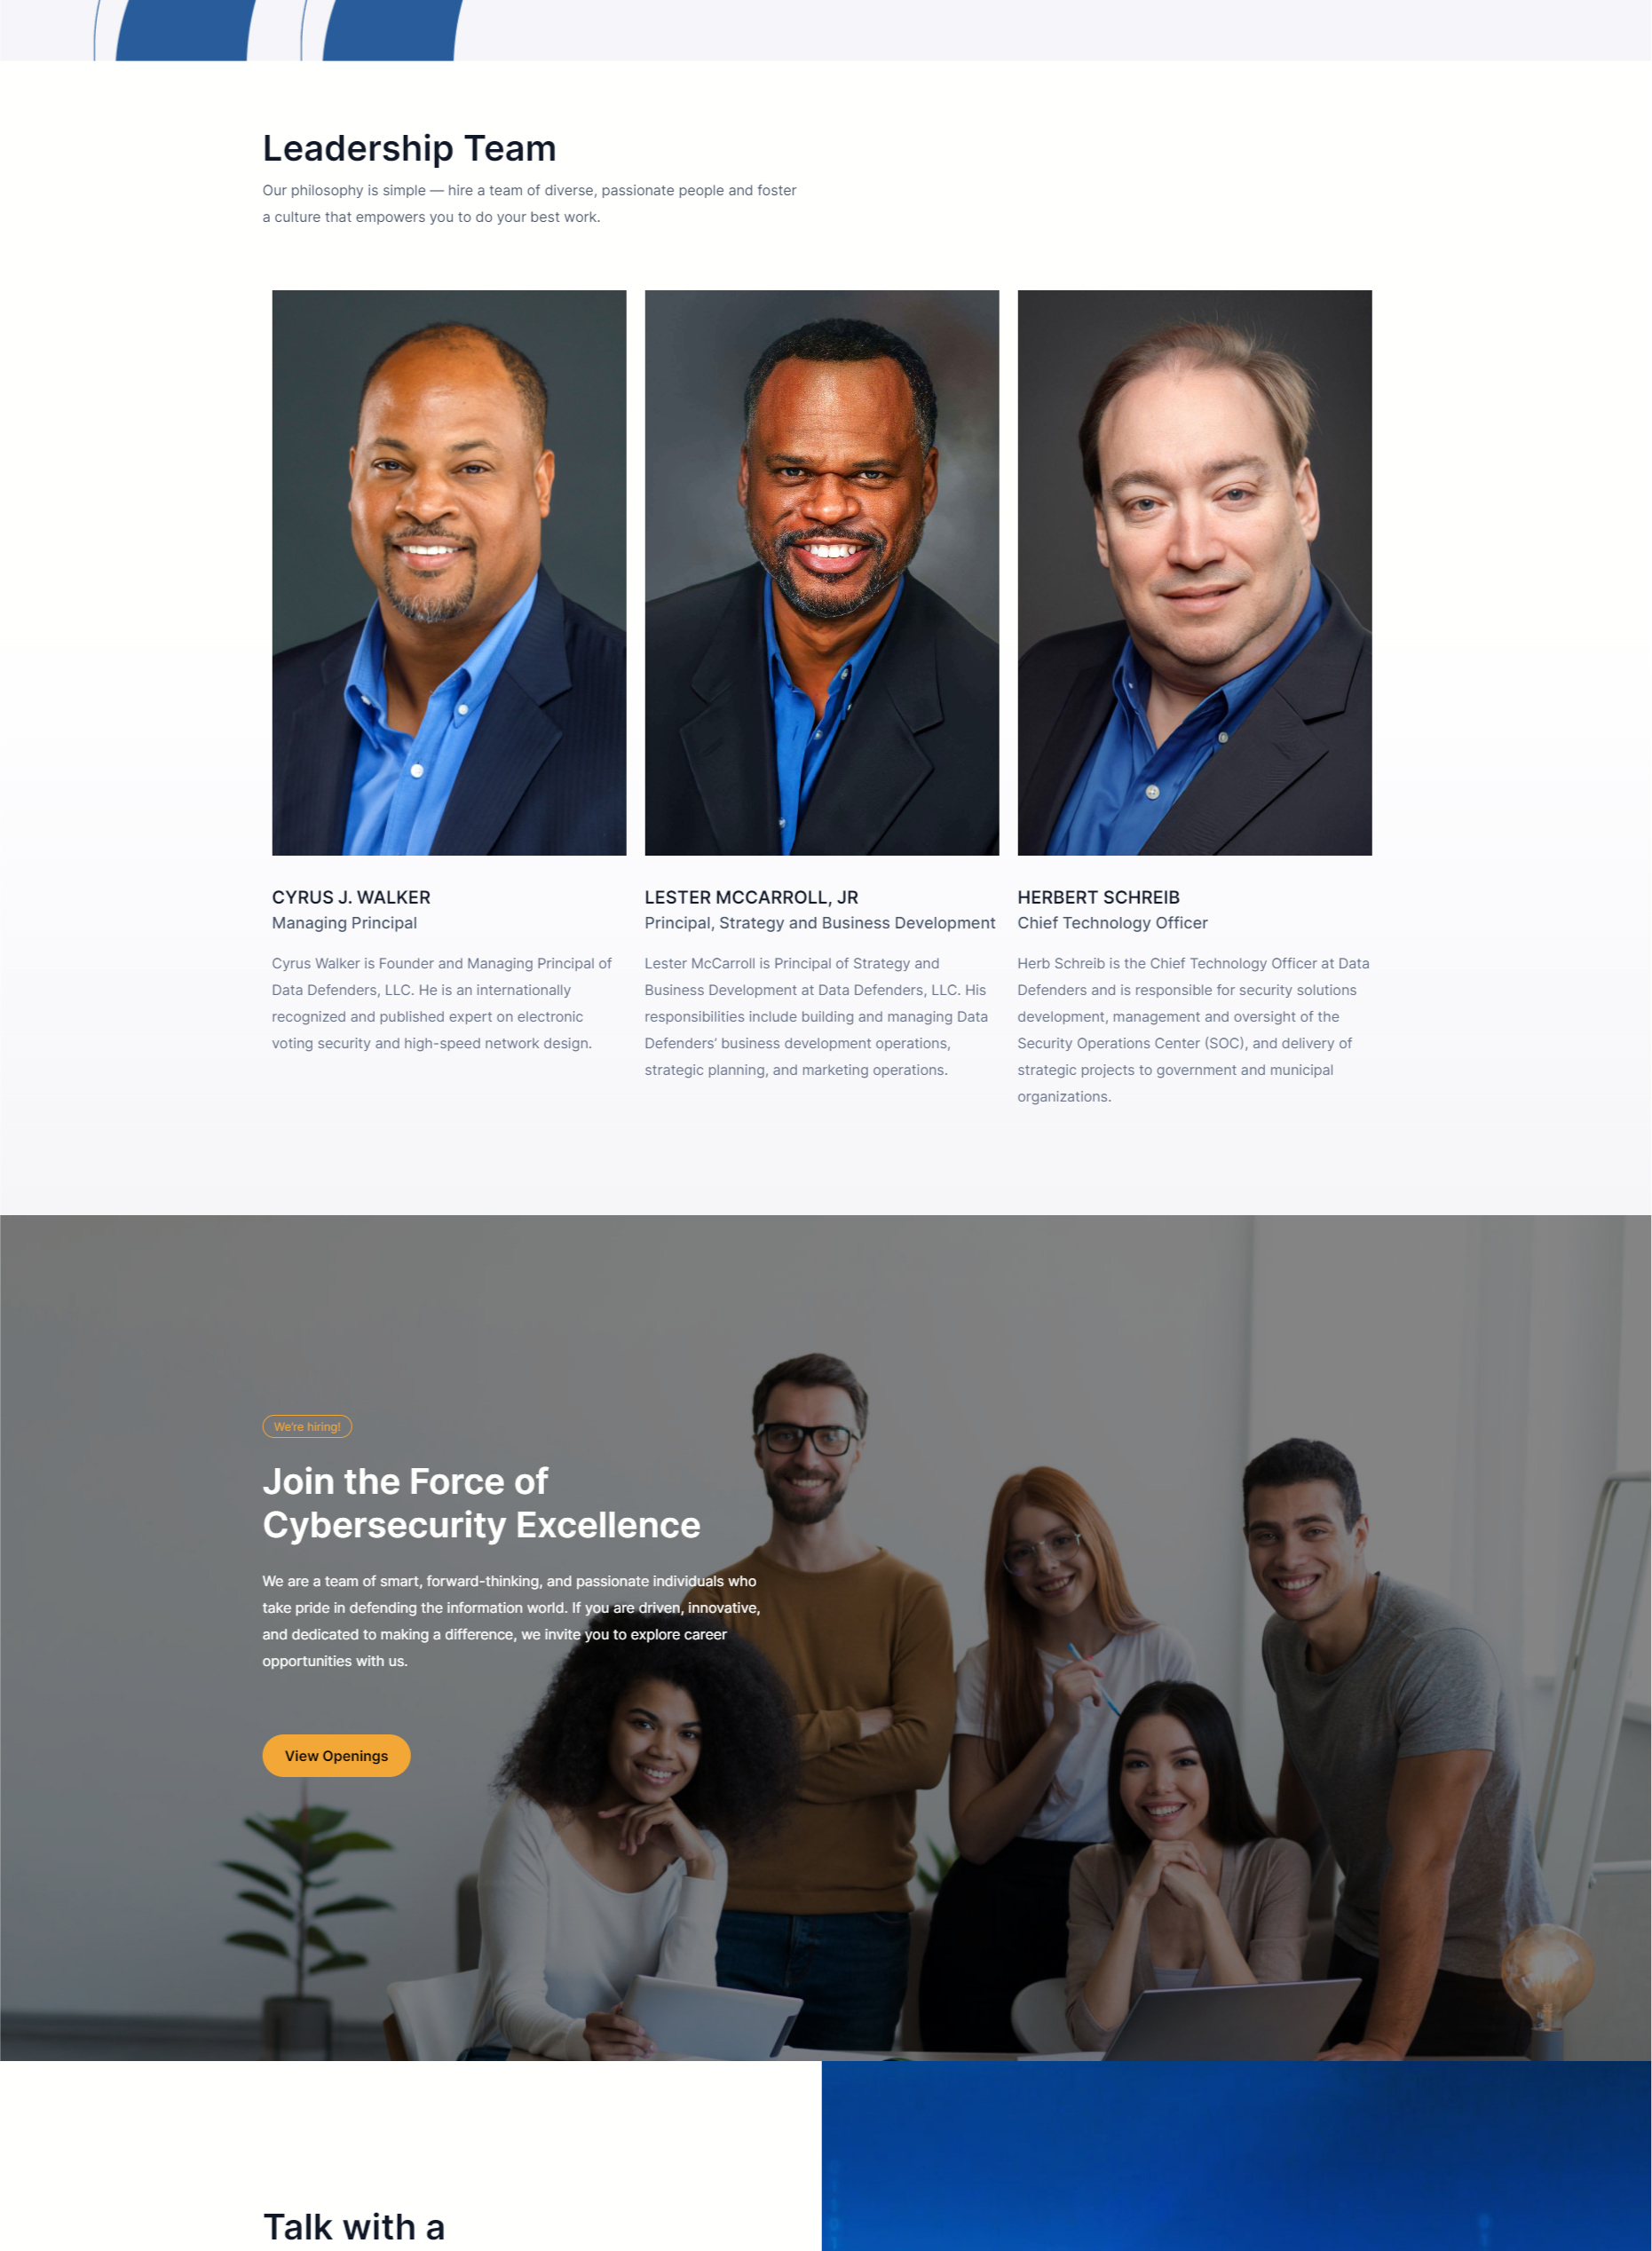 Leadership Team
Our philosophy is simple — hire a team of diverse, passionate people and foster
a culture that empowers you to do your best work.
CYRUS J. WALKER
Managing Principal
Cyrus Walker is Founder and Managing Principal of
Data Defenders, LLC. He is an internationally
recognized and published expert on electronic
voting security and high-speed network design.
LESTER MCCARROLL, JR
Principal, Strategy and Business Development
Lester McCarroll is Principal of Strategy and
Business Development at Data Defenders, LLC. His
responsibilities include building and managing Data
Defenders’ business development operations,
strategic planning, and marketing operations.
HERBERT SCHREIB
Chief Technology Officer
Herb Schreib is the Chief Technology Officer at Data
Defenders and is responsible for security solutions
development, management and oversight of the
Security Operations Center (SOC), and delivery of
strategic projects to government and municipal
organizations.
We're hiring!
Join the Force of
Cybersecurity Excellence
We are a team of smart, forward-thinking, and passionate individuals who
take pride in defending the information world. If you are driven, innovative,
and dedicated to making a difference, we invite you to explore career
opportunities with us.
View Openings
Talk with a